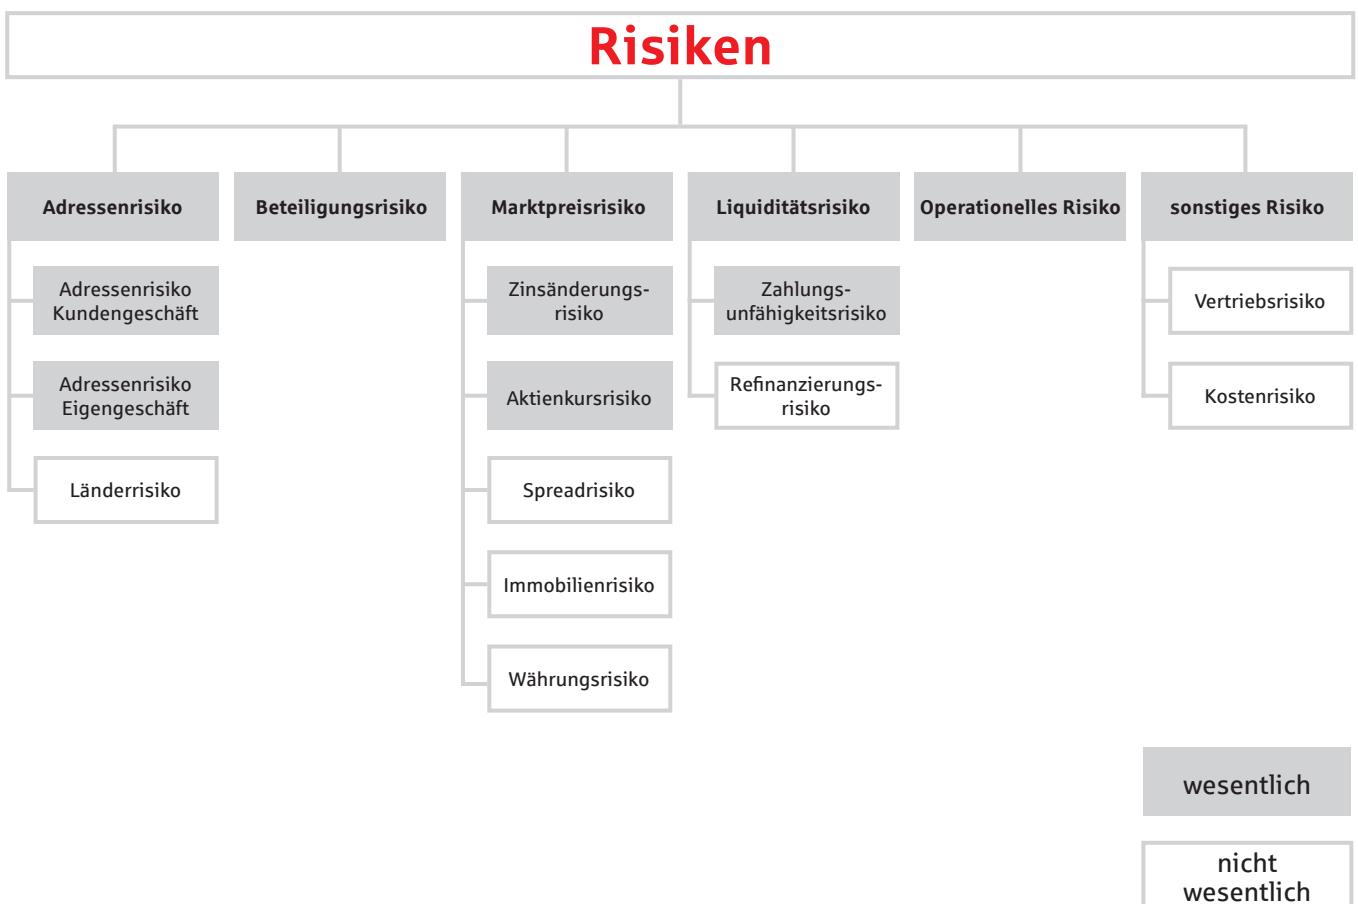 Risiken
Adressenrisiko
Beteiligungsrisiko
Marktpreisrisiko
Liquiditätsrisiko
Operationelles Risiko
sonstiges Risiko
Adressenrisiko
Kundengeschäft
Adressenrisiko
Eigengeschäft
Länderrisiko
Zinsänderungs-
risiko
Aktienkursrisiko
Spreadrisiko
Immobilienrisiko
Währungsrisiko
Zahlungs-
unfähigkeitsrisiko
Refinanzierungs-
risiko
Vertriebsrisiko
Kostenrisiko
wesentlich
nicht
wesentlich